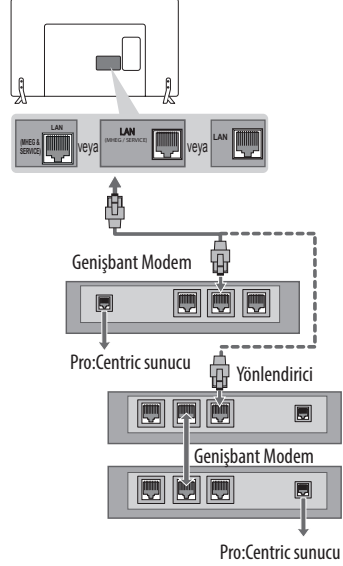 LAN
(MHEG &
SERVICE)
veya
LAN
(MHEG / SERVICE)
veya
LAN
Genişbant Modem
Pro:Centric sunucu
Yönlendirici
Genişbant Modem
Pro:Centric sunucu